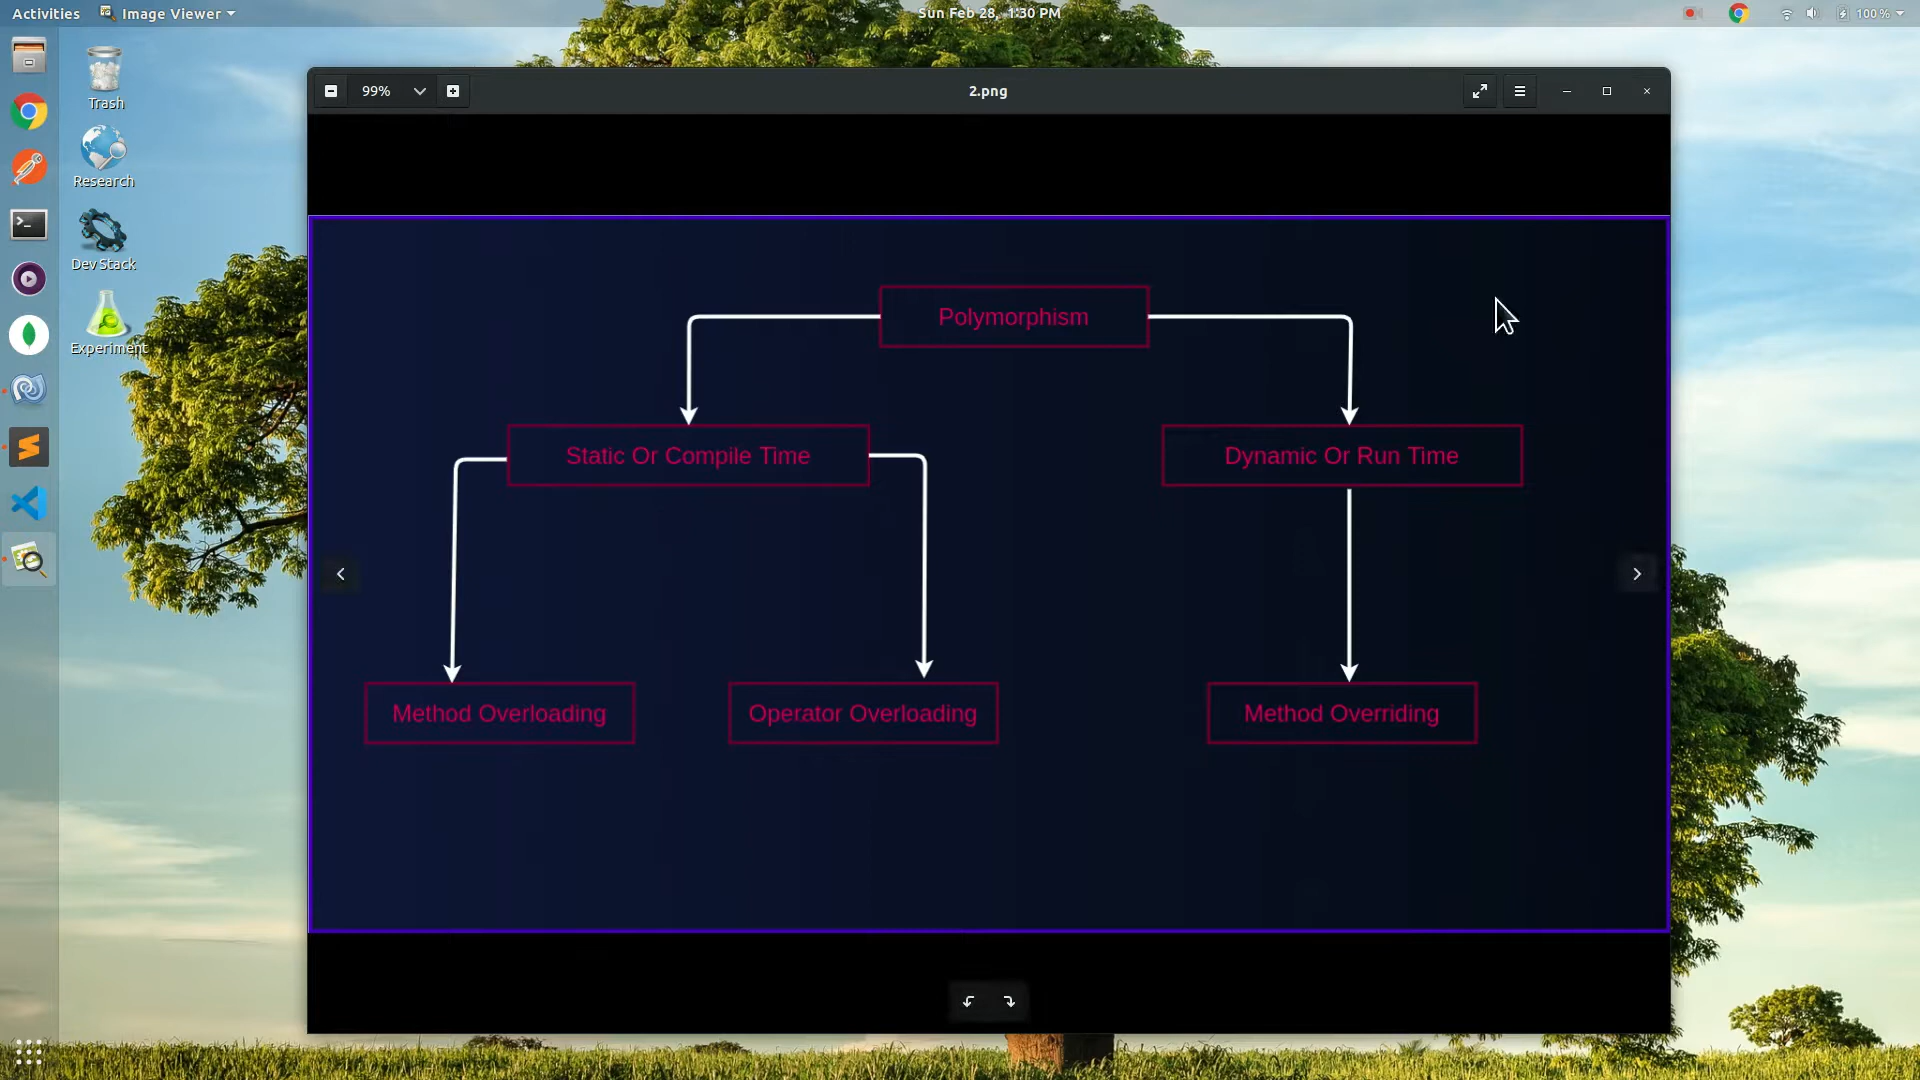 Activities Image Viewer Sun Feb 28, 1:30 PM 100 %
99% 2.png
Trash
Research
Dev Stack
Experiment
Polymorphism
Static Or Compile Time Dynamic Or Run Time
Method Overloading Operator Overloading Method Overriding